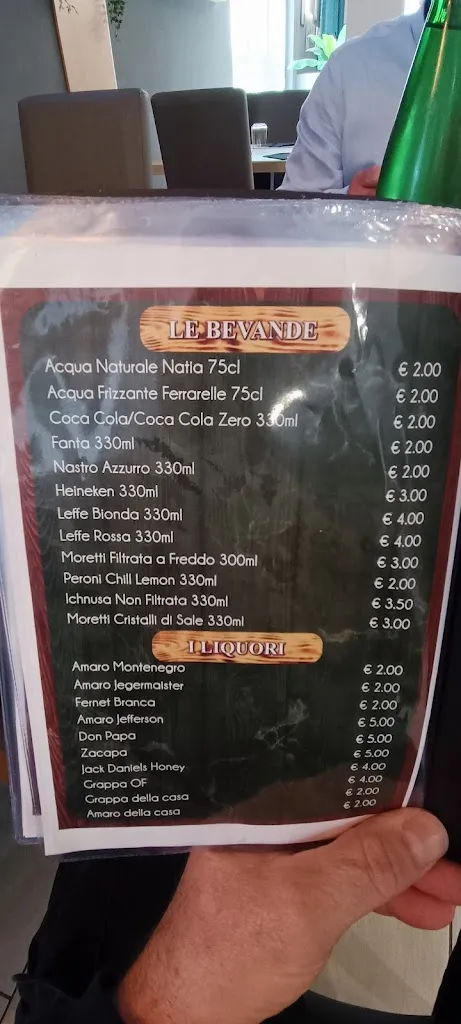 LE BEVANDE
Acqua Naturale Natia 75cl € 2.00
Acqua Frizzante Ferrarelle 75cl € 2.00
Coca Cola/Coca Cola Zero 330ml € 2.00
Fanta 330ml € 2.00
Nastro Azzurro 330ml € 2.00
Heineken 330ml € 3.00
Leffe Bionda 330ml € 4.00
Leffe Rossa 330ml € 4.00
Moretti Filtrata a Freddo 300ml € 3.00
Peroni Chill Lemon 330ml € 2.00
Ichnusa Non Filtrata 330ml € 3.50
Moretti Cristalli di Sale 330ml € 3.00
I LIQUORI
Amaro Montenegro € 2.00
Amaro Jegermaister € 2.00
Fernet Branca € 2.00
Amaro Jefferson € 5.00
Don Papa € 5.00
Zacapa € 5.00
Jack Daniels Honey € 4.00
Grappa OF € 4.00
Grappa della casa € 2.00
Amaro della casa € 2.00